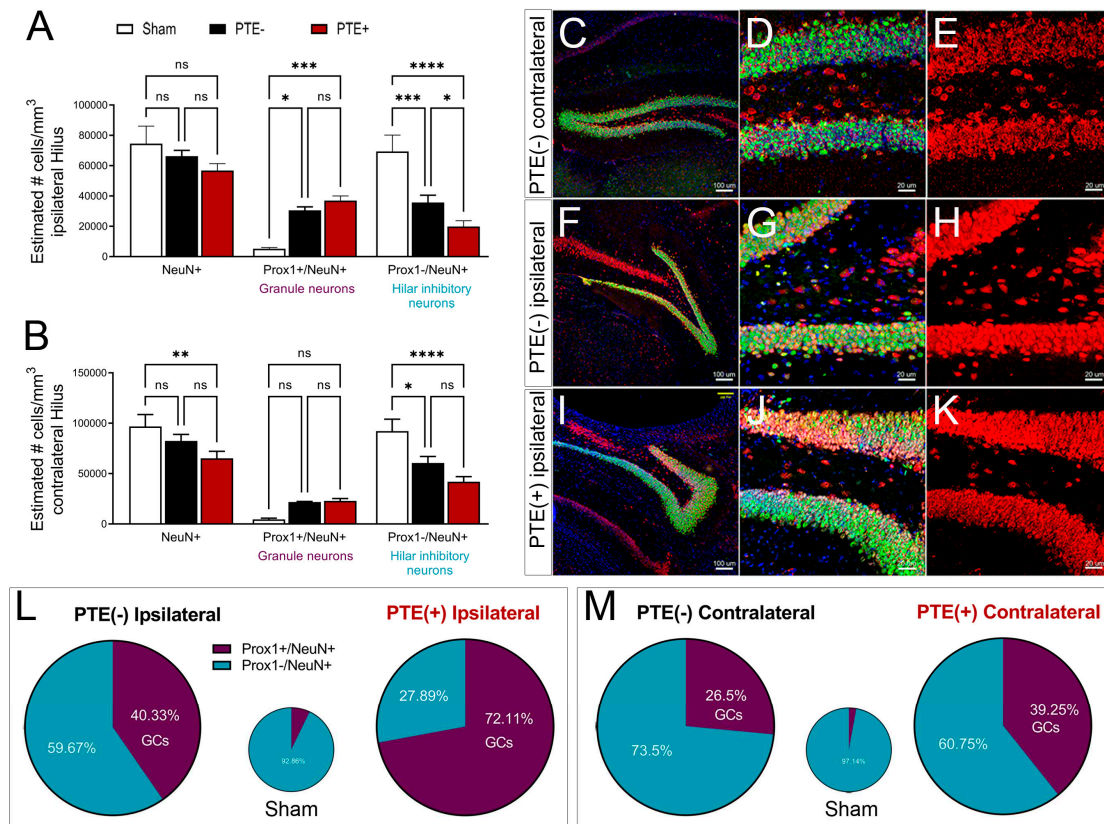 A
Sham
PTE-
PTE+
Estimated # cells/mm³
ipsilateral Hilus
100000
80000
60000
40000
20000
0
ns
ns
ns
***
*
ns
****
***
*
NeuN+
Prox1+/NeuN+
Prox1-/NeuN+
Granule neurons
Hilar inhibitory
neurons
B
Estimated # cells/mm³
contralateral Hilus
150000
100000
50000
0
**
ns
ns
ns
ns
ns
****
*
ns
NeuN+
Prox1+/NeuN+
Prox1-/NeuN+
Granule neurons
Hilar inhibitory
neurons
PTE(-) contralateral
C
100 um
D
20 um
E
20 um
PTE(-) ipsilateral
F
100 um
G
20 um
H
20 um
PTE(+) ipsilateral
I
100 um
J
20 um
K
20 um
L
PTE(-) Ipsilateral
PTE(+) Ipsilateral
Prox1+/NeuN+
Prox1-/NeuN+
40.33%
GCs
59.67%
92.86%
Sham
27.89%
72.11%
GCs
M
PTE(-) Contralateral
PTE(+) Contralateral
26.5%
GCs
73.5%
97.14%
Sham
39.25%
GCs
60.75%